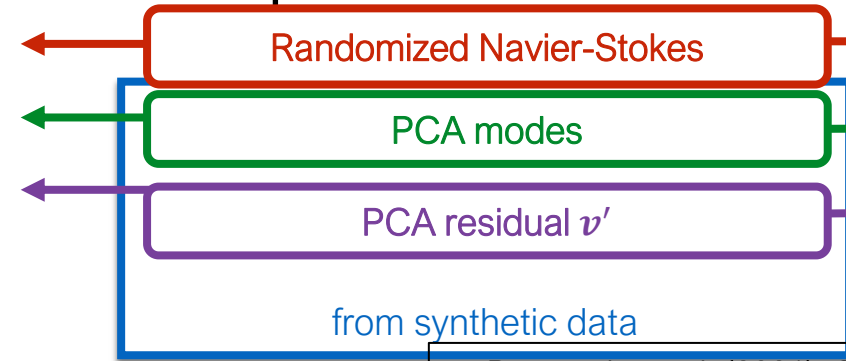 Randomized Navier-Stokes
PCA modes
PCA residual v′
from synthetic data